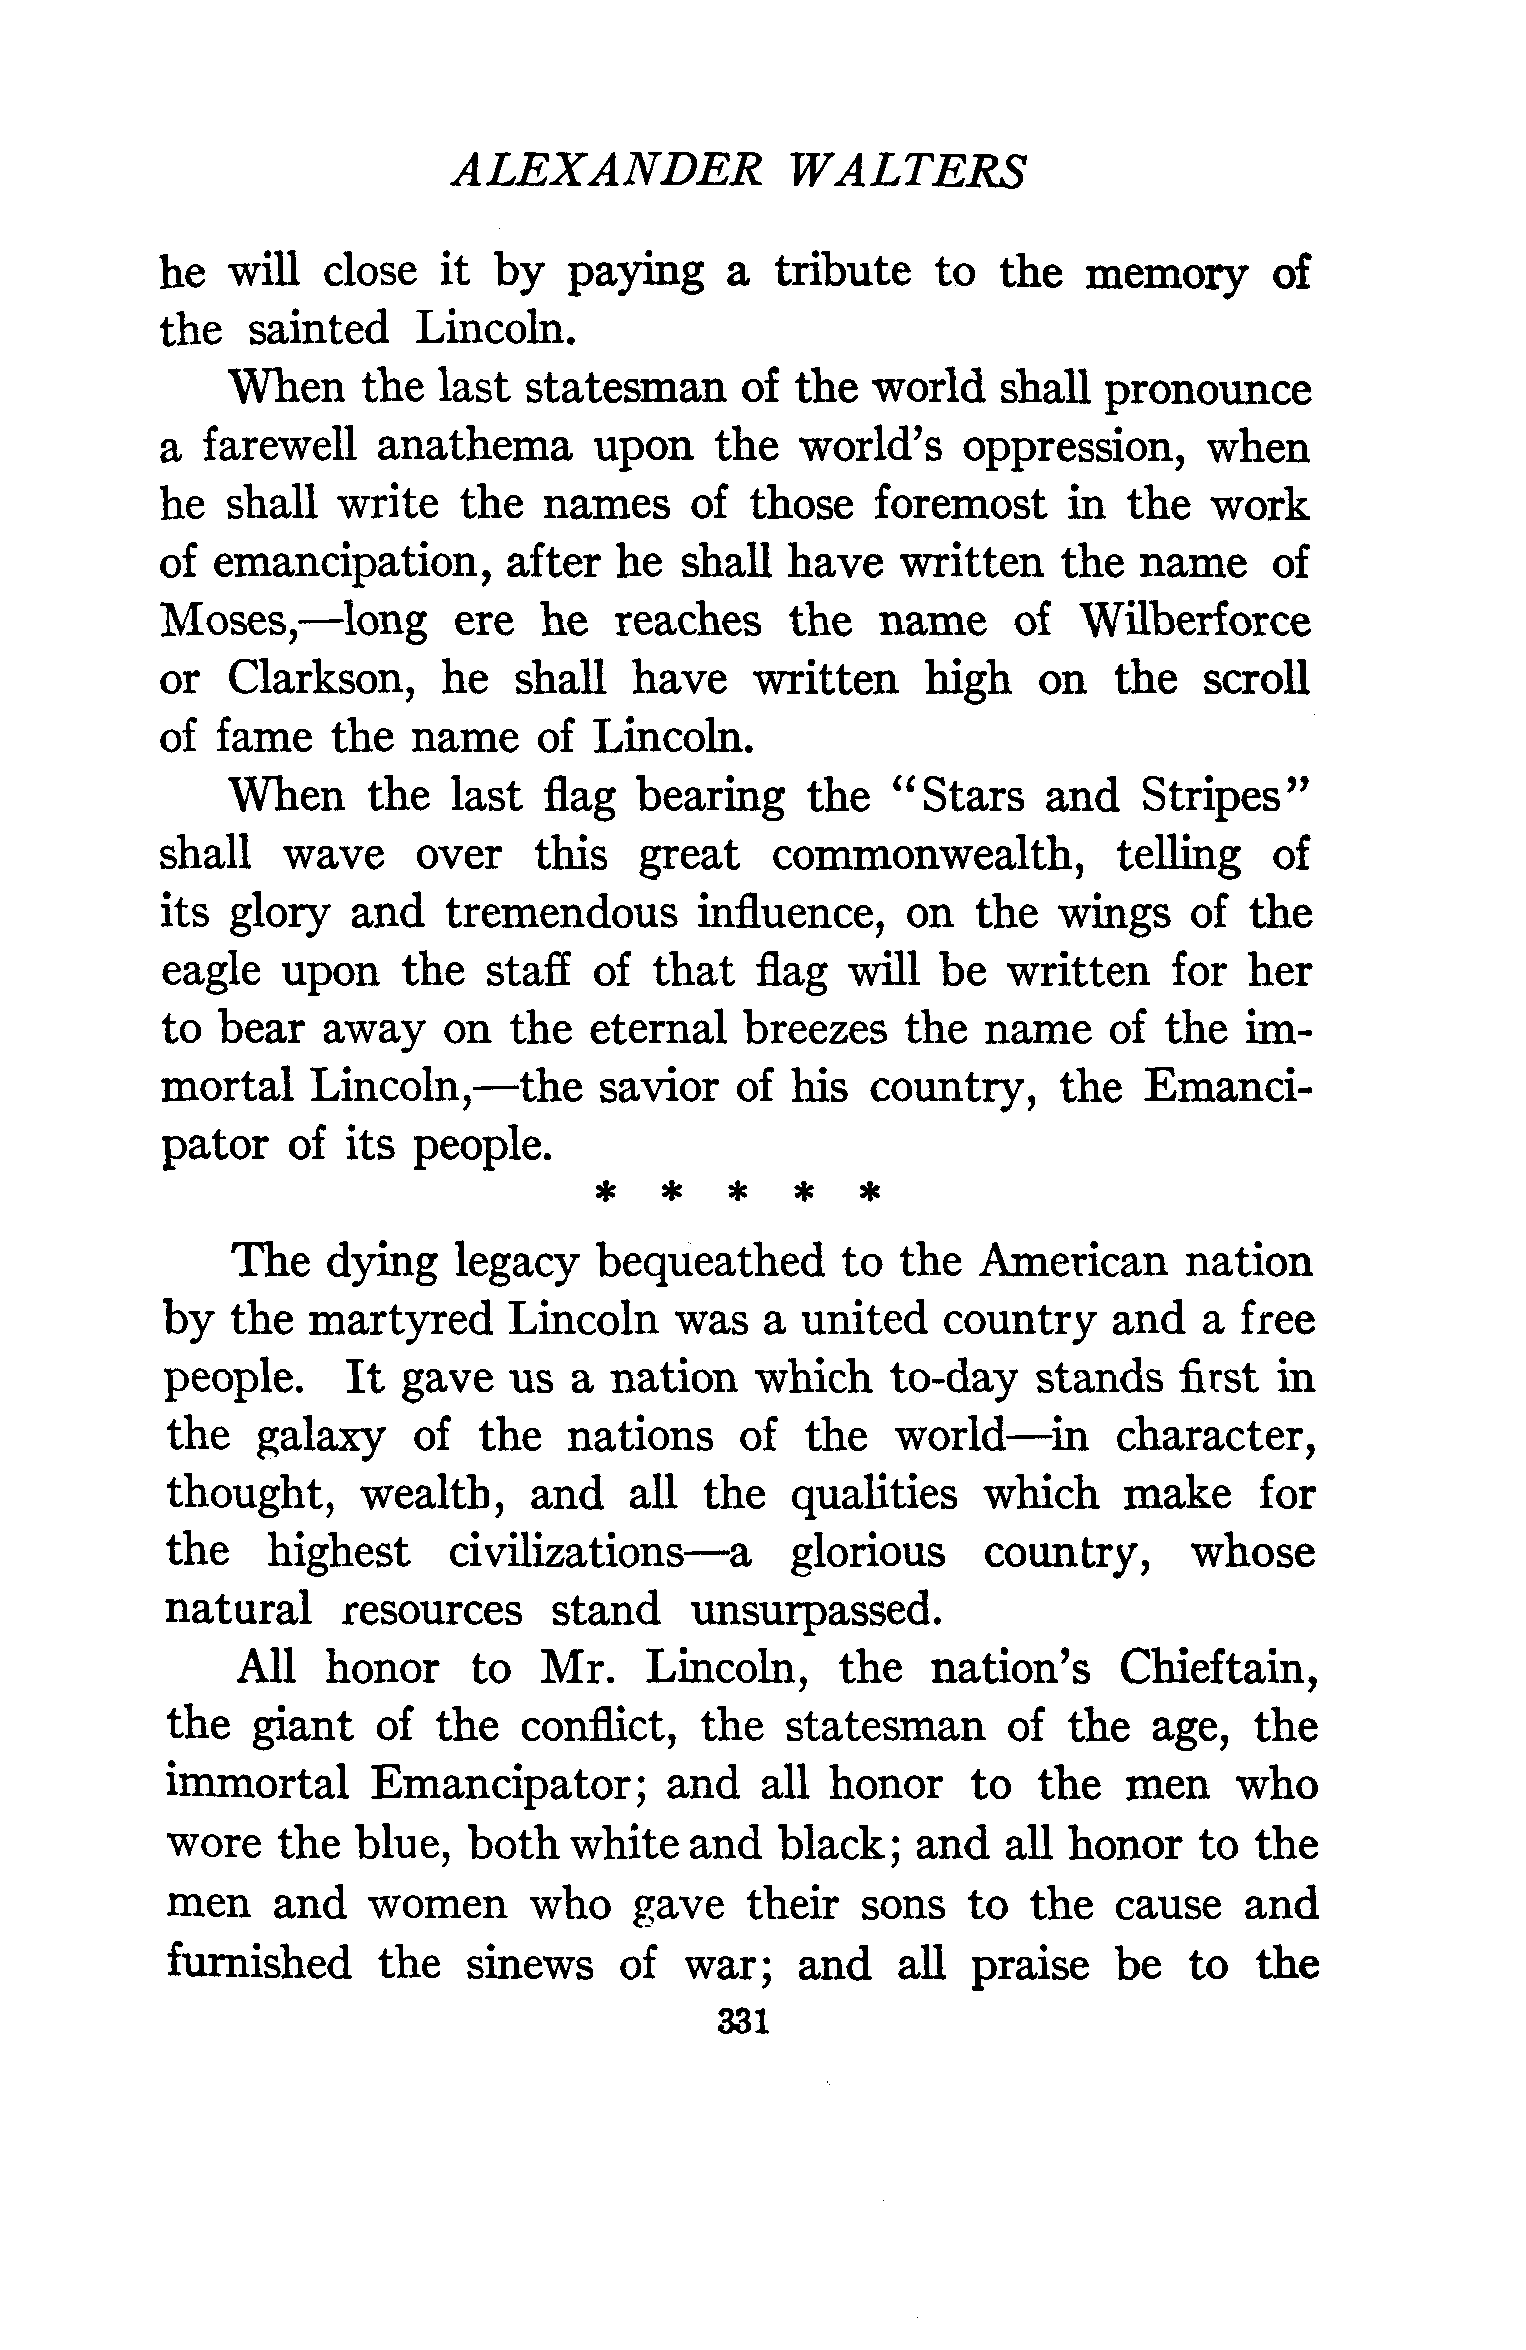 ALEXANDER WALTERS
he will close it by paying a tribute to the memory of
the sainted Lincoln.
When the last statesman of the world shall pronounce
a farewell anathema upon the world's oppression, when
he shall write the names of those foremost in the work
of emancipation, after he shall have written the name of
Moses,—long ere he reaches the name of Wilberforce
or Clarkson, he shall have written high on the scroll
of fame the name of Lincoln.
When the last flag bearing the "Stars and Stripes"
shall wave over this great commonwealth, telling of
its glory and tremendous influence, on the wings of the
eagle upon the staff of that flag will be written for her
to bear away on the eternal breezes the name of the im-
mortal Lincoln,—the savior of his country, the Emanci-
pator of its people.
* * * * *
The dying legacy bequeathed to the American nation
by the martyred Lincoln was a united country and a free
people. It gave us a nation which to-day stands first in
the galaxy of the nations of the world—in character,
thought, wealth, and all the qualities which make for
the highest civilizations—a glorious country, whose
natural resources stand unsurpassed.
All honor to Mr. Lincoln, the nation's Chieftain,
the giant of the conflict, the statesman of the age, the
immortal Emancipator; and all honor to the men who
wore the blue, both white and black; and all honor to the
men and women who gave their sons to the cause and
furnished the sinews of war; and all praise be to the
331